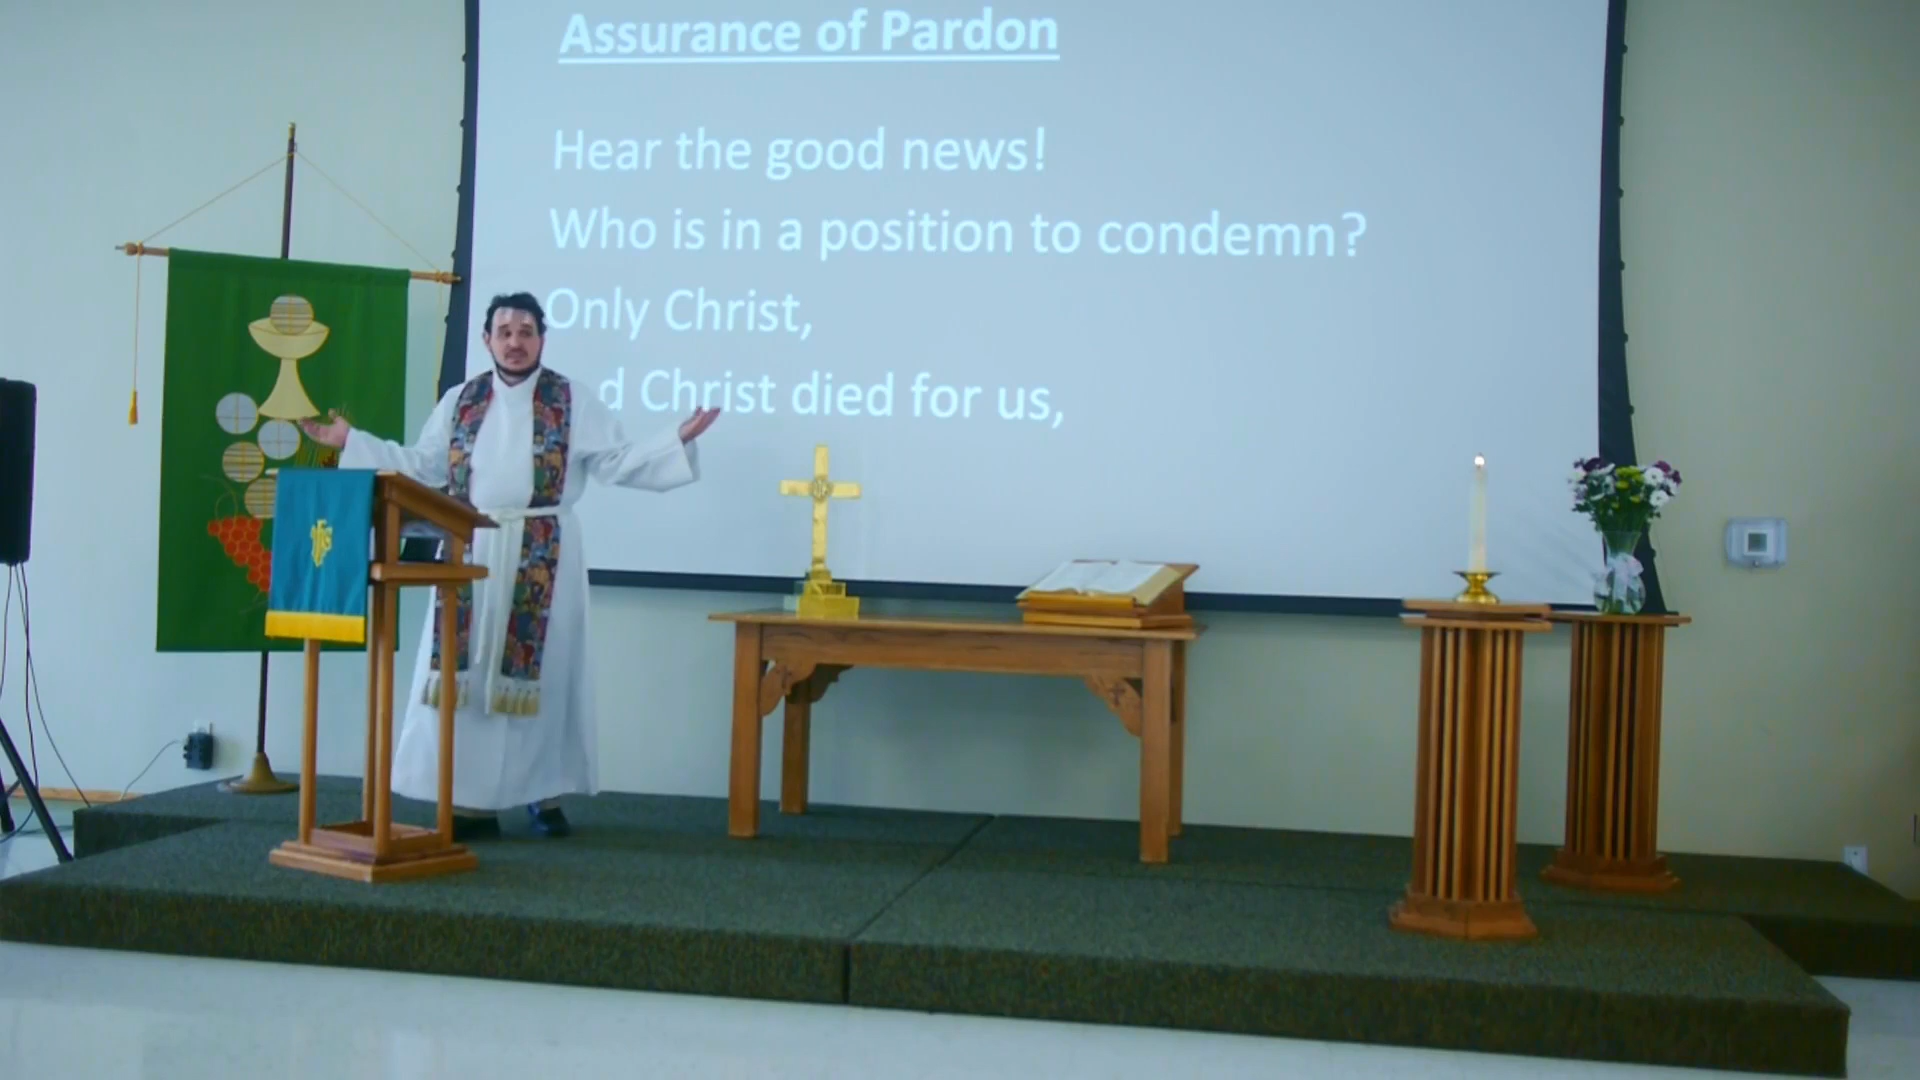 Assurance of Pardon
Hear the good news!
Who is in a position to condemn?
Only Christ,
d Christ died for us,